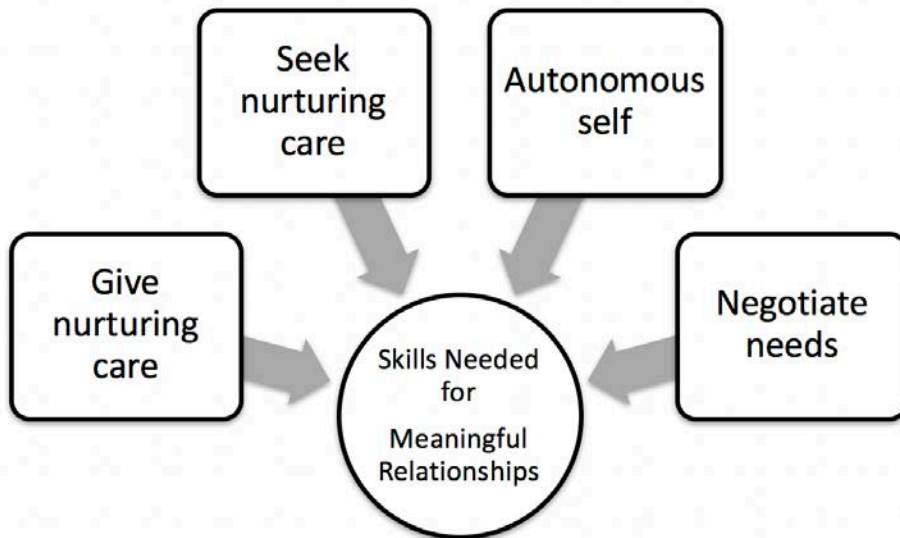 Seek
nurturing
care
Autonomous
self
Give
nurturing
care
Negotiate
needs
Skills Needed
for
Meaningful
Relationships